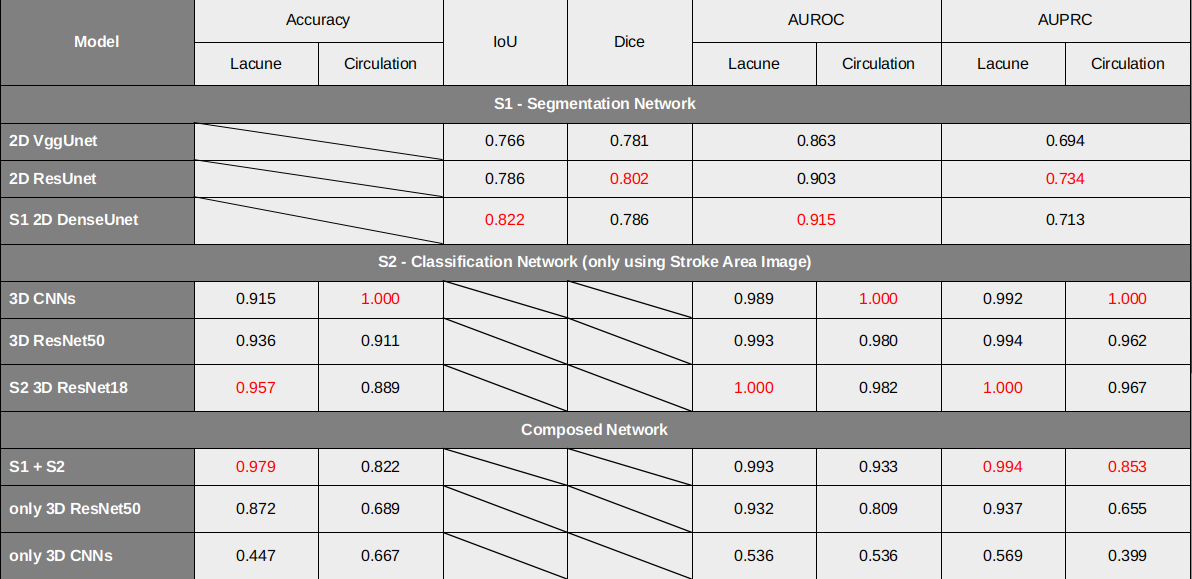 Model Accuracy IoU Dice AUROC AUPRC
Lacune Circulation Lacune Circulation Lacune Circulation
S1 - Segmentation Network
2D VggUnet 0.766 0.781 0.863 0.694
2D ResUnet 0.786 0.802 0.903 0.734
S1 2D DenseUnet 0.822 0.786 0.915 0.713
S2 - Classification Network (only using Stroke Area Image)
3D CNNs 0.915 1.000 0.989 1.000 0.992 1.000
3D ResNet50 0.936 0.911 0.993 0.980 0.994 0.962
S2 3D ResNet18 0.957 0.889 1.000 0.982 1.000 0.967
Composed Network
S1 + S2 0.979 0.822 0.993 0.933 0.994 0.853
only 3D ResNet50 0.872 0.689 0.932 0.809 0.937 0.655
only 3D CNNs 0.447 0.667 0.536 0.536 0.569 0.399